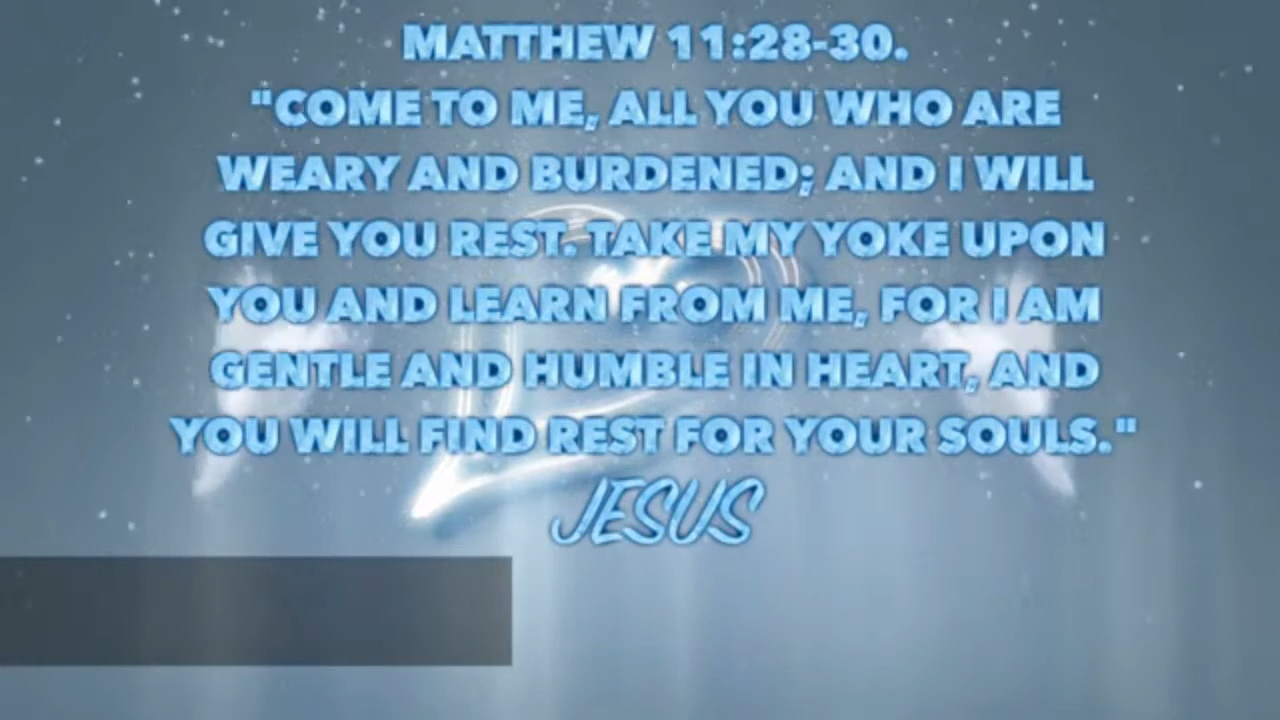 MATTHEW 11:28-30.
"COME TO ME, ALL YOU WHO ARE
WEARY AND BURDENED; AND I WILL
GIVE YOU REST. TAKE MY YOKE UPON
YOU AND LEARN FROM ME, FOR I AM
GENTLE AND HUMBLE IN HEART, AND
YOU WILL FIND REST FOR YOUR SOULS."
JESUS